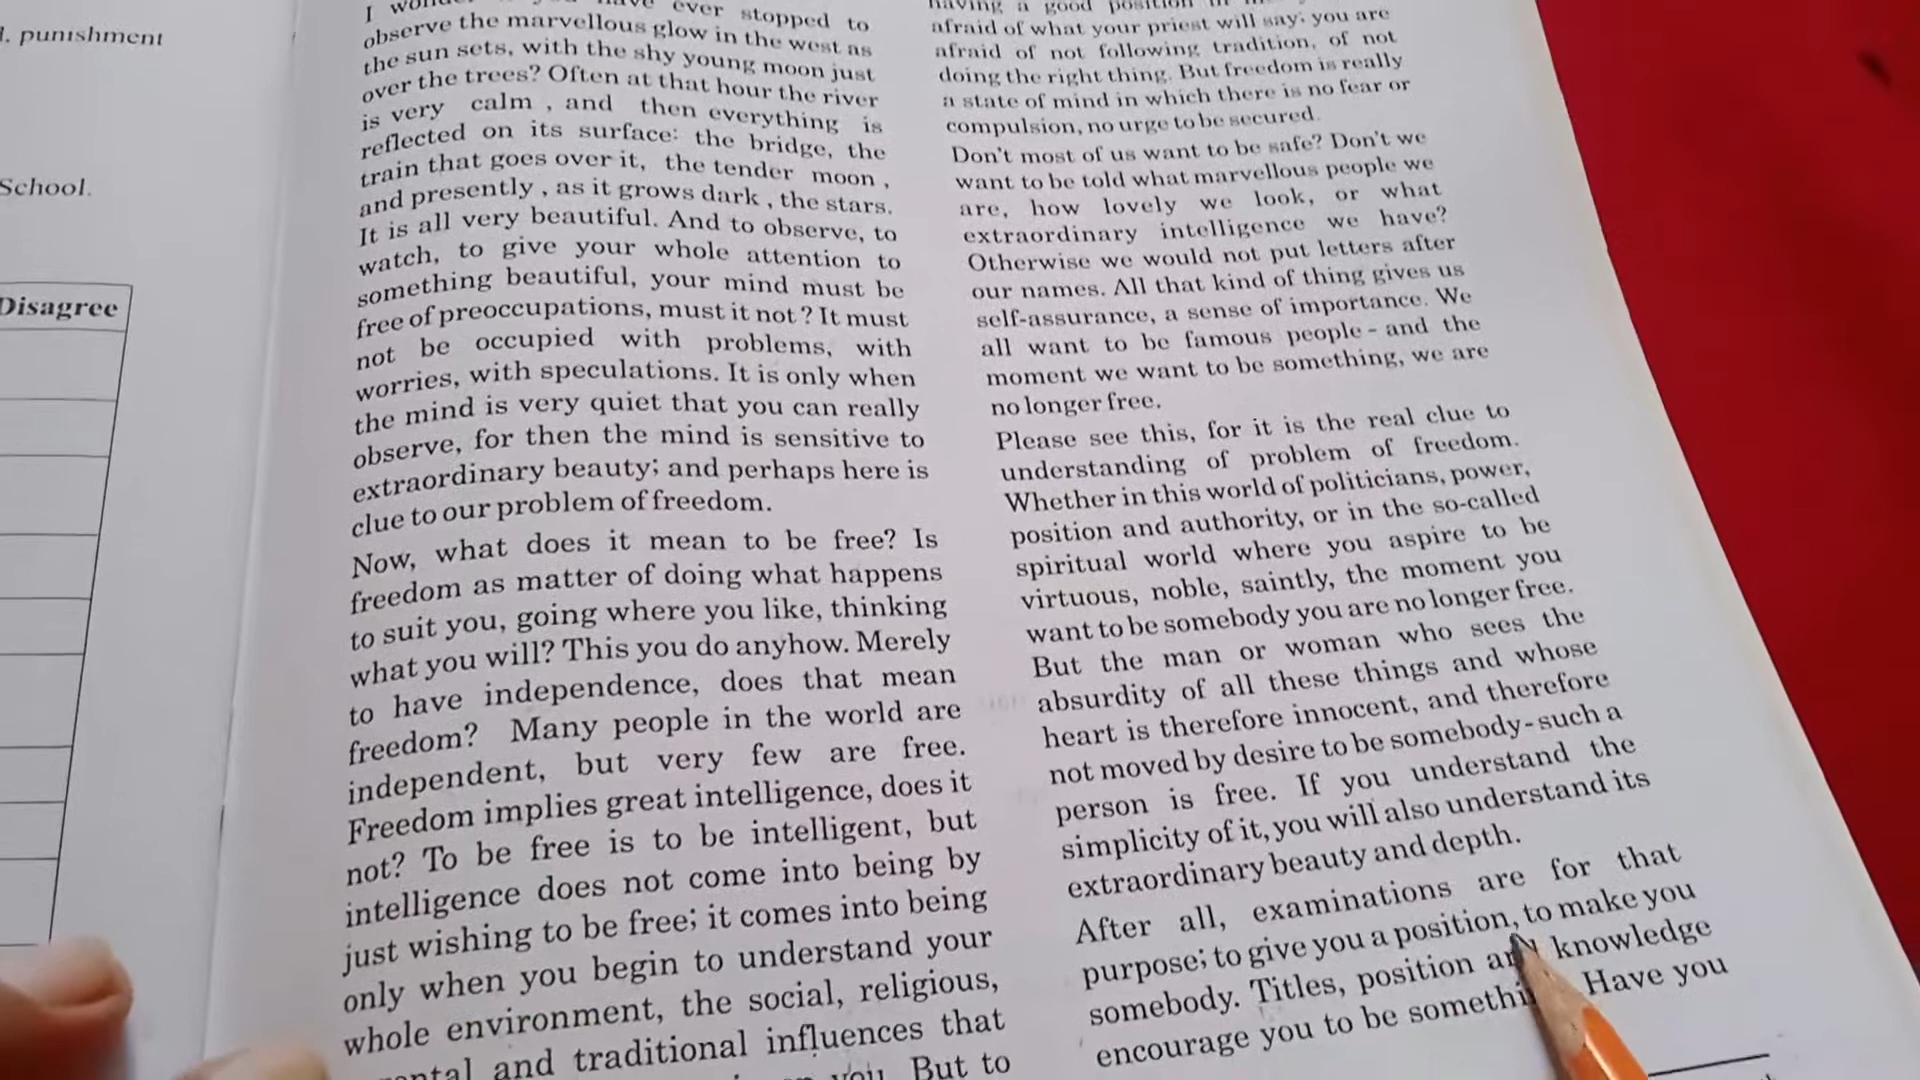 l. punishment
School.
Disagree
I have ever stopped to
observe the marvellous glow in the west as
the sun sets, with the shy young moon just
over the trees? Often at that hour the river
is very calm , and then everything is
reflected on its surface: the bridge, the
train that goes over it, the tender moon ,
and presently , as it grows dark , the stars.
It is all very beautiful. And to observe, to
watch, to give your whole attention to
something beautiful, your mind must be
free of preoccupations, must it not ? It must
not be occupied with problems, with
worries, with speculations. It is only when
the mind is very quiet that you can really
observe, for then the mind is sensitive to
extraordinary beauty; and perhaps here is
clue to our problem of freedom.
Now, what does it mean to be free? Is
freedom as matter of doing what happens
to suit you, going where you like, thinking
what you will? This you do anyhow. Merely
to have independence, does that mean
freedom? Many people in the world are
independent, but very few are free.
Freedom implies great intelligence, does it
not? To be free is to be intelligent, but
intelligence does not come into being by
just wishing to be free; it comes into being
only when you begin to understand your
whole environment, the social, religious,
and traditional influences that
you. But to
having a good position in
afraid of what your priest will say; you are
afraid of not following tradition, of not
doing the right thing. But freedom is really
a state of mind in which there is no fear or
compulsion, no urge to be secured.
Don't most of us want to be safe? Don't we
want to be told what marvellous people we
are, how lovely we look, or what
extraordinary intelligence we have?
Otherwise we would not put letters after
our names. All that kind of thing gives us
self-assurance, a sense of importance. We
all want to be famous people - and the
moment we want to be something, we are
no longer free.
Please see this, for it is the real clue to
understanding of problem of freedom.
Whether in this world of politicians, power,
position and authority, or in the so-called
spiritual world where you aspire to be
virtuous, noble, saintly, the moment you
want to be somebody you are no longer free.
But the man or woman who sees the
absurdity of all these things and whose
heart is therefore innocent, and therefore
not moved by desire to be somebody - such a
person is free. If you understand the
simplicity of it, you will also understand its
extraordinary beauty and depth.
After all, examinations are for that
purpose; to give you a position, to make you
somebody. Titles, position and knowledge
encourage you to be somethi Have you